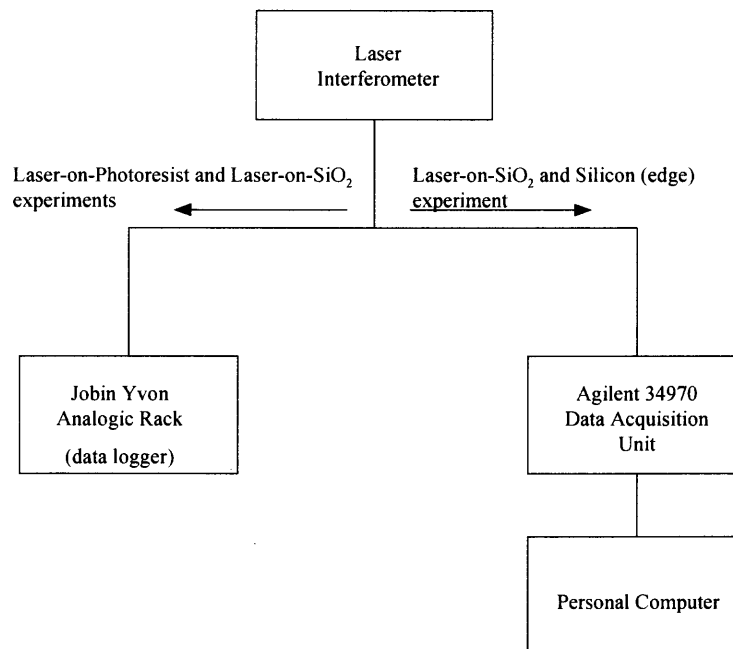 Laser
Interferometer
Laser-on-Photoresist and Laser-on-SiO₂
experiments
Laser-on-SiO₂ and Silicon (edge)
experiment
Jobin Yvon
Analogic Rack
(data logger)
Agilent 34970
Data Acquisition
Unit
Personal Computer